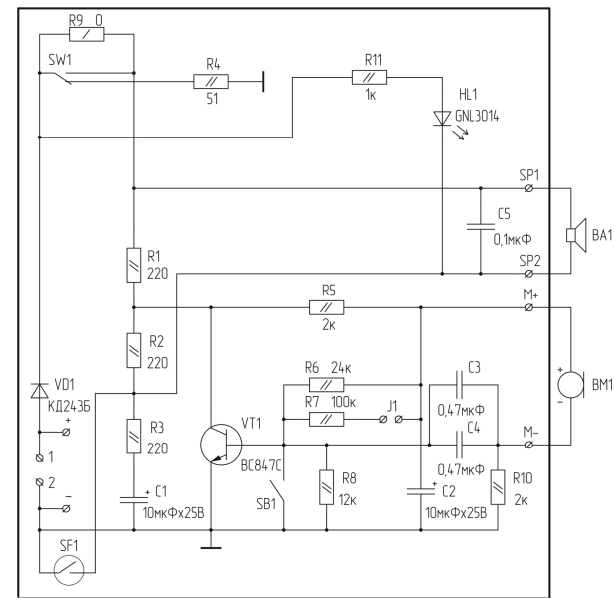 R9 0
SW1
R4
51
R11
1к
HL1
GNL3014
SP1
C5
0,1мкФ
BA1
SP2
R1
220
R5
2к
M+
R2
220
R6 24к
C3
0,47мкФ
+
BM1
−
VD1
КД243Б
R7 100к
J1
VT1
C4
0,47мкФ
M−
+
1
2
−
R3
220
BC847C
SB1
R8
12к
R10
2к
+ C1
10мкФх25В
+ C2
10мкФх25В
SF1